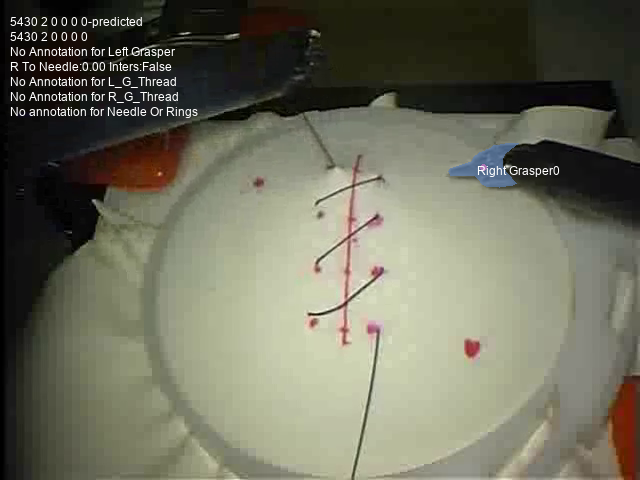 5430 2 0 0 0 0-predicted
5430 2 0 0 0 0
No Annotation for Left Grasper
R To Needle:0.00 Inters:False
No Annotation for L_G_Thread
No Annotation for R_G_Thread
No annotation for Needle Or Rings
Right Grasper0